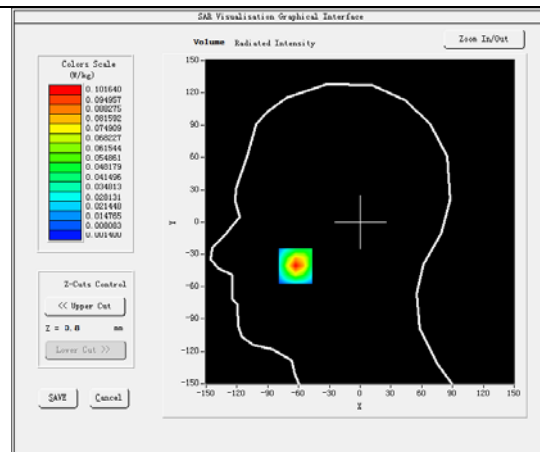 SAR Visualisation Graphical Interface
Volume Radiated Intensity
Zoom In/Out
Colors Scale
(W/kg)
0.101640
0.094957
0.088275
0.081592
0.074909
0.068227
0.061544
0.054861
0.048179
0.041496
0.034813
0.028131
0.021448
0.014765
0.008083
0.001400
Z-Cuts Control
<< Upper Cut
Z = 3.8 mm
Lower Cut >>
SAVE Cancel
150
120
90
60
30
0
-30
-60
-90
-120
-150
Y
-150 -120 -90 -60 -30 0 30 60 90 120 150
X